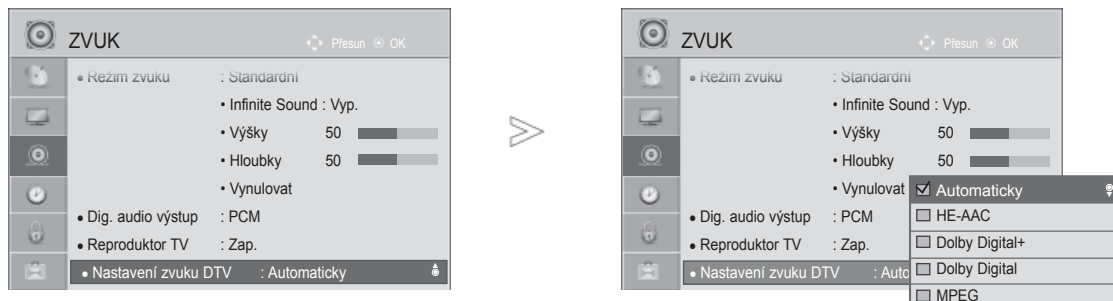 ZVUK
Přesun OK
• Režim zvuku : Standardní
• Infinite Sound : Vyp.
• Výšky 50
• Hloubky 50
• Vynulovat
• Dig. audio výstup : PCM
• Reproduktor TV : Zap.
• Nastavení zvuku DTV : Automaticky
ZVUK
Přesun OK
• Režim zvuku : Standardní
• Infinite Sound : Vyp.
• Výšky 50
• Hloubky 50
• Vynulovat
• Dig. audio výstup : PCM
• Reproduktor TV : Zap.
• Nastavení zvuku DTV : Auto
Automaticky
HE-AAC
Dolby Digital+
Dolby Digital
MPEG